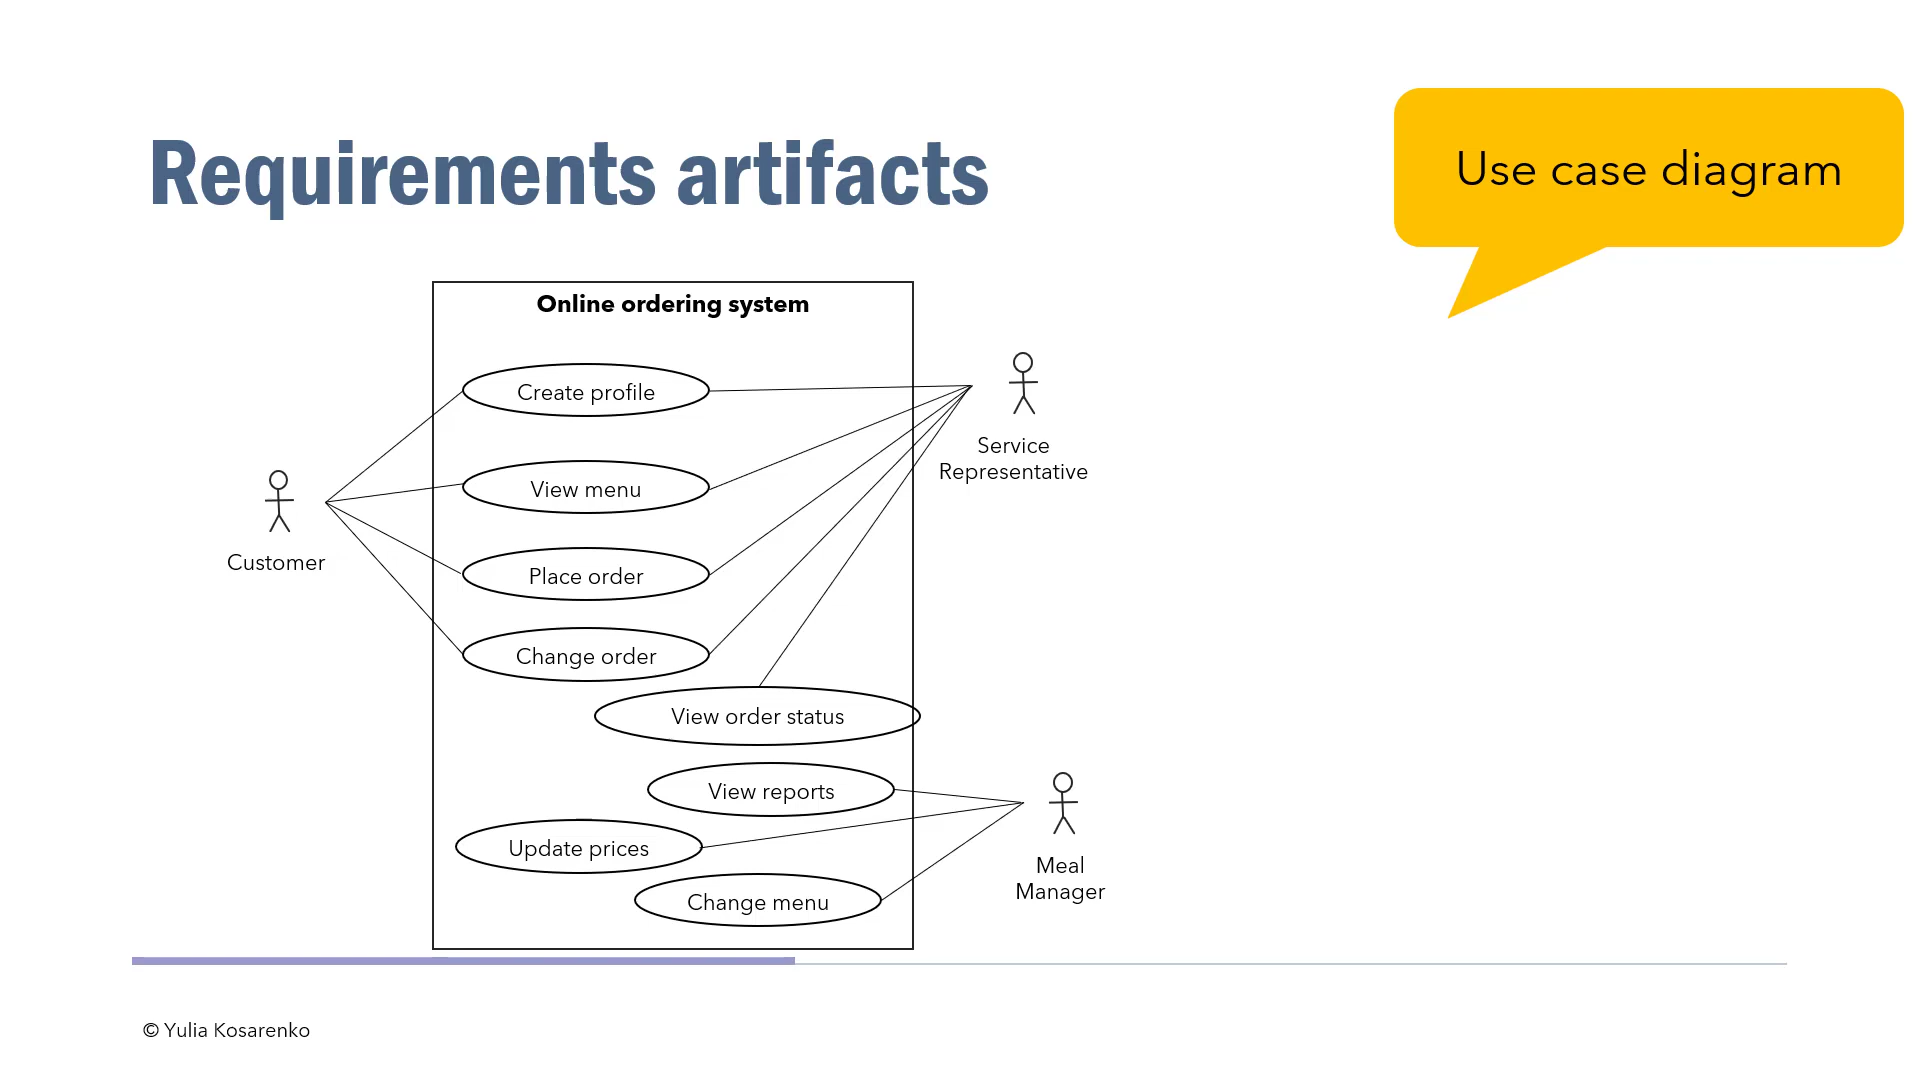 Requirements artifacts
Use case diagram
Online ordering system
Create profile
View menu
Place order
Change order
View order status
View reports
Update prices
Change menu
Customer
Service
Representative
Meal
Manager
© Yulia Kosarenko